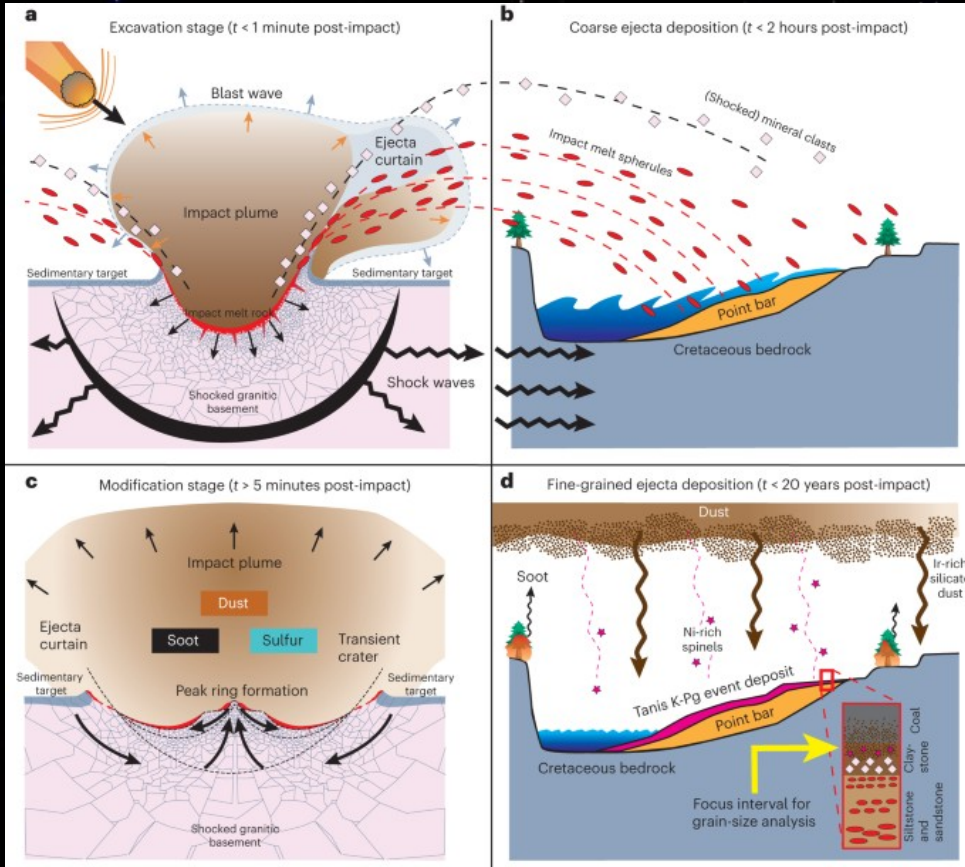 a
Excavation stage (t < 1 minute post-impact)
Blast wave
Ejecta
curtain
Impact plume
Sedimentary target
Sedimentary target
Impact melt rock
Shock waves
Shocked granitic
basement
b
Coarse ejecta deposition (t < 2 hours post-impact)
(Shocked) mineral clasts
Impact melt spherules
Point bar
Cretaceous bedrock
c
Modification stage (t > 5 minutes post-impact)
Impact plume
Dust
Soot
Sulfur
Ejecta
curtain
Transient
crater
Sedimentary
target
Peak ring formation
Sedimentary
target
Shocked granitic
basement
d
Fine-grained ejecta deposition (t < 20 years post-impact)
Dust
Soot
Ir-rich
silicate
dust
Ni-rich
spinels
Tanis K-Pg event deposit
Point bar
Cretaceous bedrock
Focus interval for
grain-size analysis
Coal
Clay-
stone
Siltstone
and
sandstone